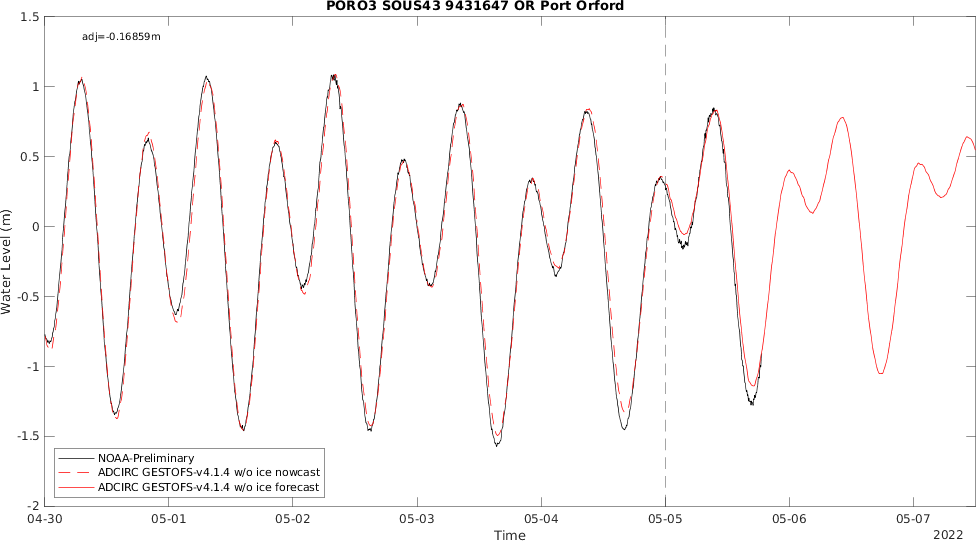 PORO3 SOUS43 9431647 OR Port Orford
adj=-0.16859m
1.5
1
0.5
0
-0.5
-1
-1.5
-2
Water Level (m)
NOAA-Preliminary
ADCIRC GESTOFS-v4.1.4 w/o ice nowcast
ADCIRC GESTOFS-v4.1.4 w/o ice forecast
04-30 05-01 05-02 05-03 05-04 05-05 05-06 05-07
Time
2022